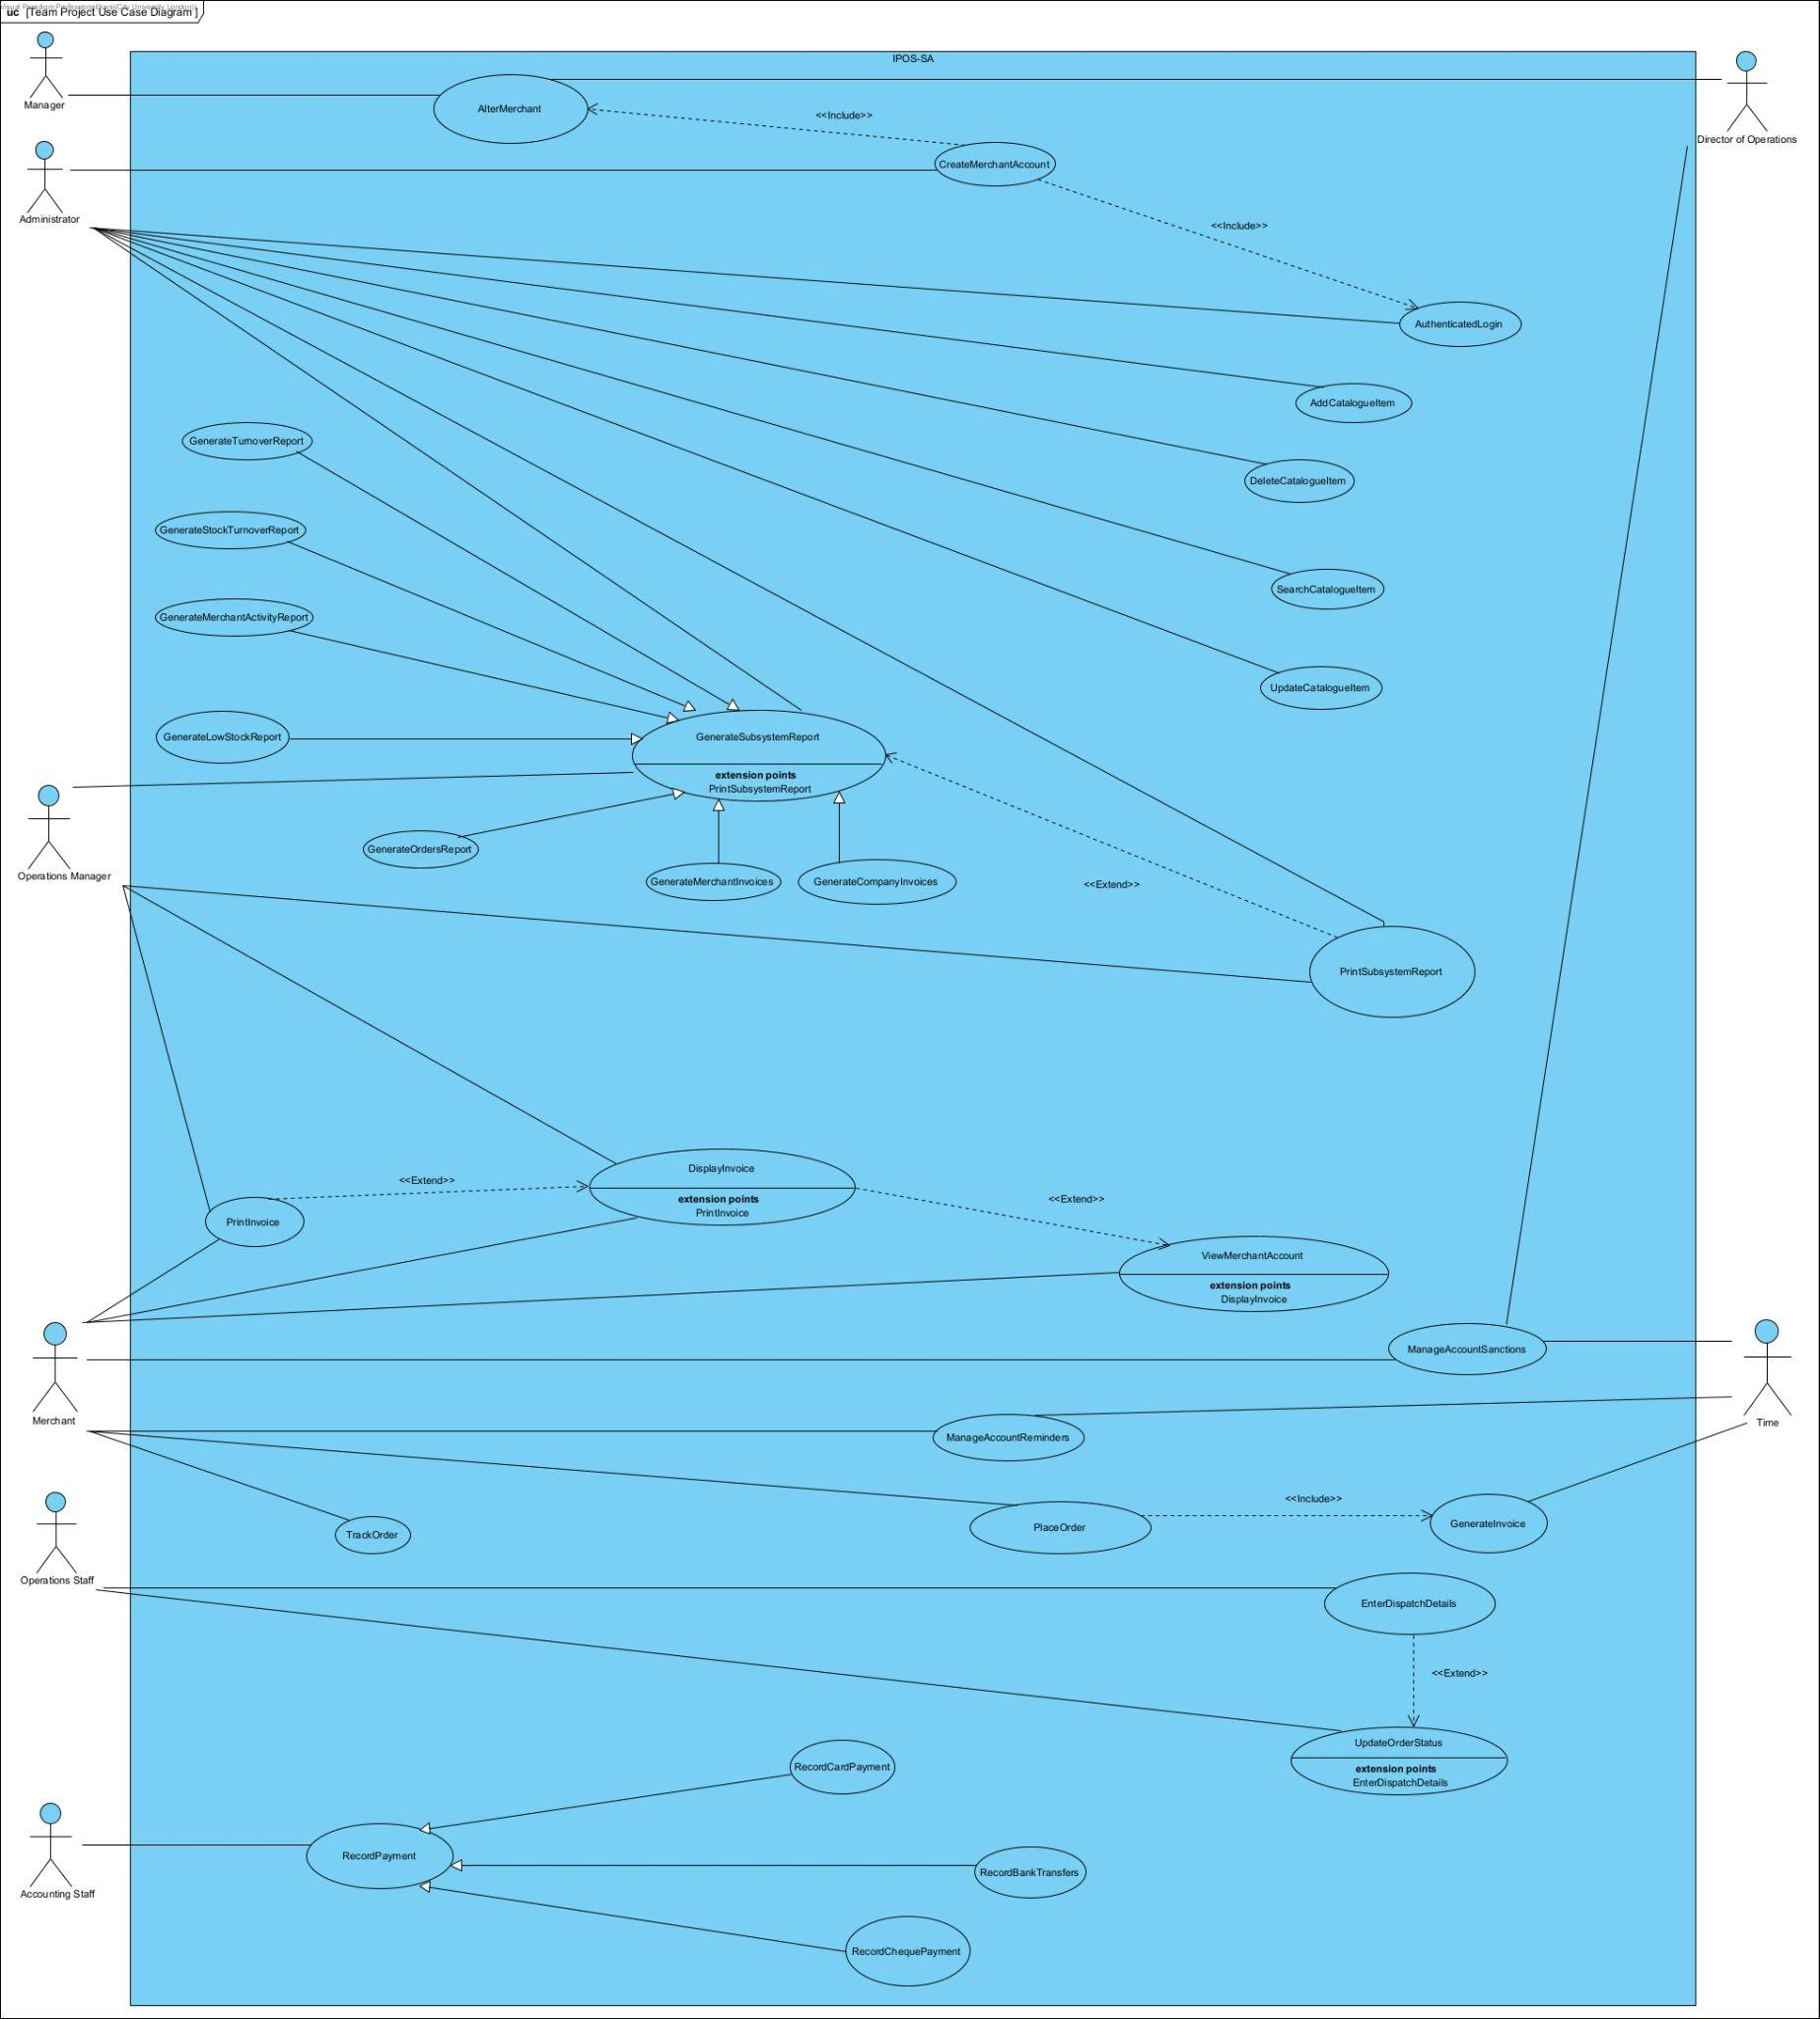 uc [Team Project Use Case Diagram ]
IPOS-SA
Manager
AlterMerchant
<<Include>>
Director of Operations
CreateMerchantAccount
Administrator
<<Include>>
AuthenticatedLogin
AddCatalogueItem
GenerateTurnoverReport
DeleteCatalogueItem
GenerateStockTurnoverReport
SearchCatalogueItem
GenerateMerchantActivityReport
UpdateCatalogueItem
GenerateLowStockReport
GenerateSubsystemReport
extension points
PrintSubsystemReport
GenerateOrdersReport
Operations Manager
GenerateMerchantInvoices
GenerateCompanyInvoices
<<Extend>>
PrintSubsystemReport
DisplayInvoice
extension points
PrintInvoice
<<Extend>>
<<Extend>>
PrintInvoice
ViewMerchantAccount
extension points
DisplayInvoice
ManageAccountSanctions
Merchant
Time
ManageAccountReminders
<<Include>>
TrackOrder
PlaceOrder
GenerateInvoice
Operations Staff
EnterDispatchDetails
<<Extend>>
UpdateOrderStatus
extension points
EnterDispatchDetails
RecordCardPayment
RecordPayment
RecordBankTransfers
Accounting Staff
RecordChequePayment